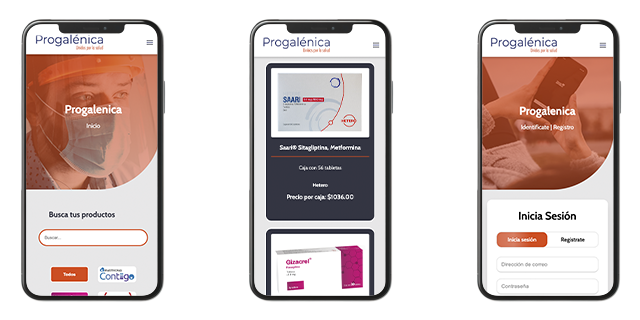 Progalénica
Unidos por la salud
Progalenica
Inicio
Busca tus productos
Buscar...
Todos
Contigo
Progalénica
Unidos por la salud
SAARI
HETERO
Saari® Sitagliptina, Metformina
Caja con 56 tabletas
Hetero
Precio por caja: $1036.00
Gizacrel®
Progalénica
Unidos por la salud
Progalenica
Identificate | Registro
Inicia Sesión
Inicia sesión
Registrate
Dirección de correo
Contraseña